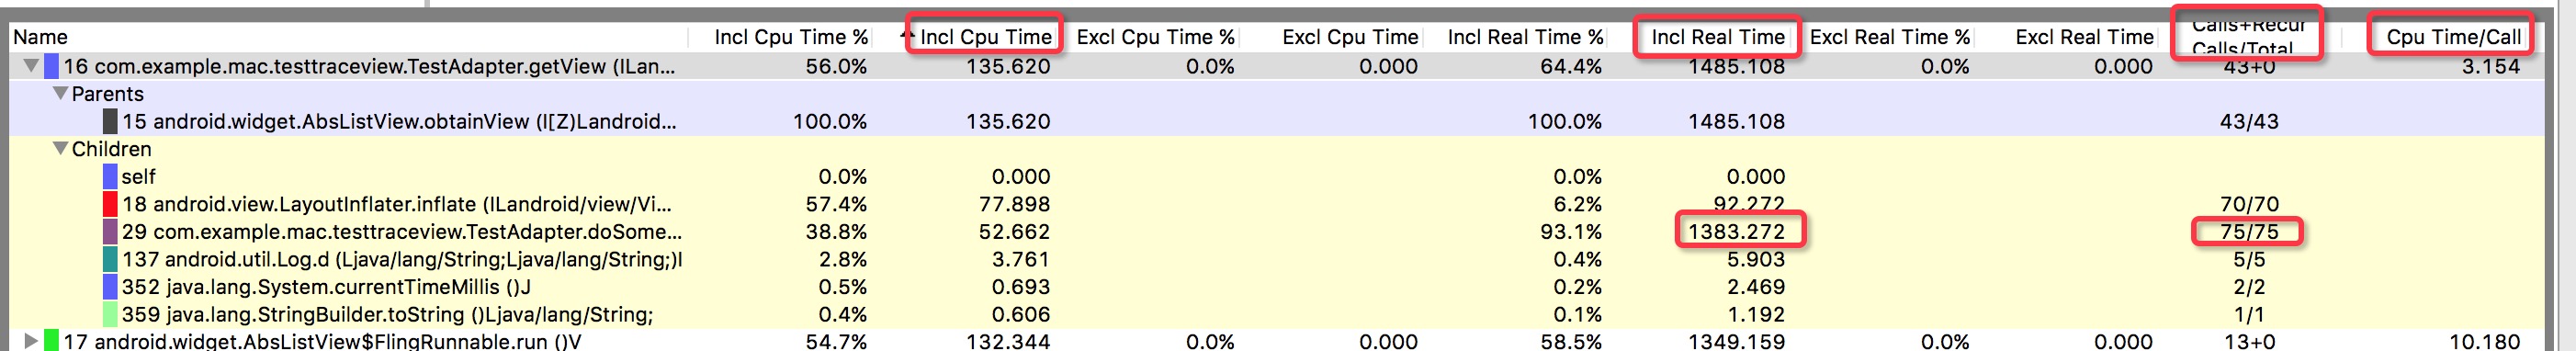 Name Incl Cpu Time % Incl Cpu Time Excl Cpu Time % Excl Cpu Time Incl Real Time % Incl Real Time Excl Real Time % Excl Real Time Calls+Recur Calls/Total Cpu Time/Call
16 com.example.mac.testtraceview.TestAdapter.getView (ILan... 56.0% 135.620 0.0% 0.000 64.4% 1485.108 0.0% 0.000 43+0 3.154
Parents
15 android.widget.AbsListView.obtainView (I[Z)Landroid... 100.0% 135.620 100.0% 1485.108 43/43
Children
self 0.0% 0.000 0.0% 0.000
18 android.view.LayoutInflater.inflate (ILandroid/view/Vi... 57.4% 77.898 6.2% 92.272 70/70
29 com.example.mac.testtraceview.TestAdapter.doSome... 38.8% 52.662 93.1% 1383.272 75/75
137 android.util.Log.d (Ljava/lang/String;Ljava/lang/String;)I 2.8% 3.761 0.4% 5.903 5/5
352 java.lang.System.currentTimeMillis ()J 0.5% 0.693 0.2% 2.469 2/2
359 java.lang.StringBuilder.toString ()Ljava/lang/String; 0.4% 0.606 0.1% 1.192 1/1
17 android.widget.AbsListView$FlingRunnable.run ()V 54.7% 132.344 0.0% 0.000 58.5% 1349.159 0.0% 0.000 13+0 10.180